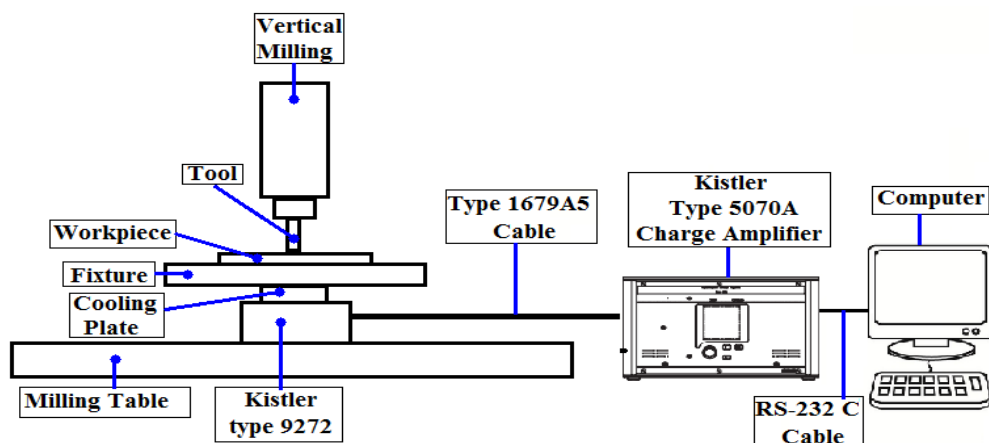 Vertical
Milling
Tool
Workpiece
Fixture
Cooling
Plate
Milling Table
Kistler
type 9272
Type 1679A5
Cable
Kistler
Type 5070A
Charge Amplifier
Computer
RS-232 C
Cable